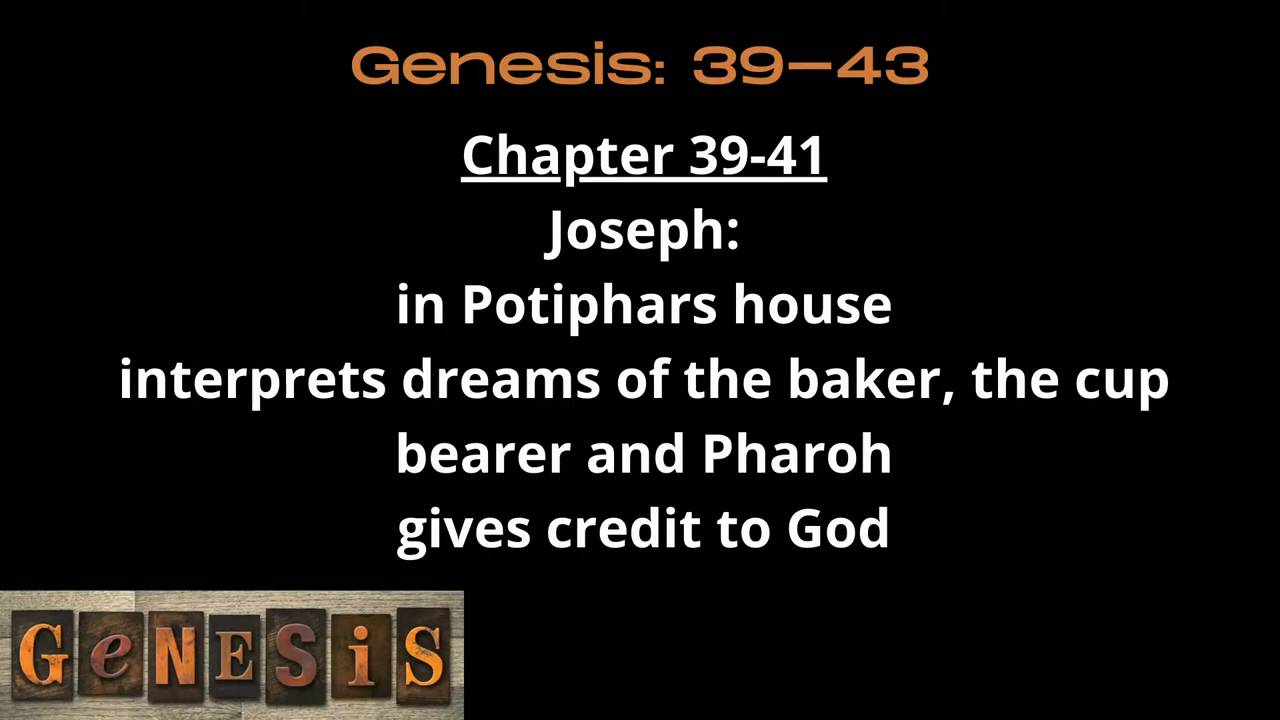 Genesis: 39–43
Chapter 39-41
Joseph:
in Potiphars house
interprets dreams of the baker, the cup
bearer and Pharoh
gives credit to God
GeNESiS